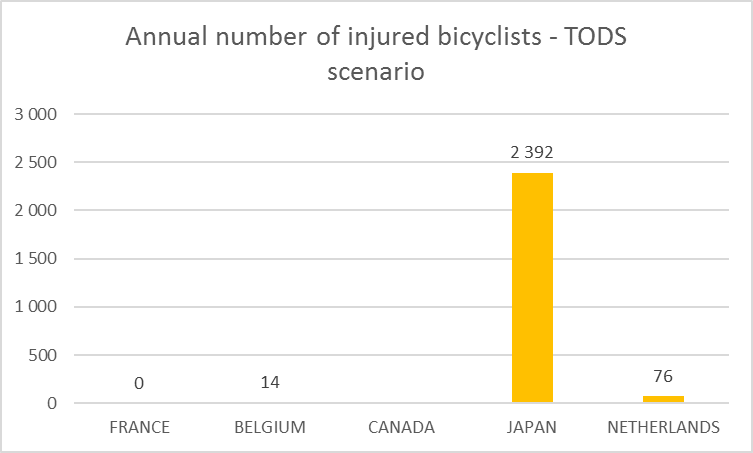 Annual number of injured bicyclists - TODS
scenario
3 000
2 500
2 000
1 500
1 000
500
0
0
14
2 392
76
FRANCE
BELGIUM
CANADA
JAPAN
NETHERLANDS